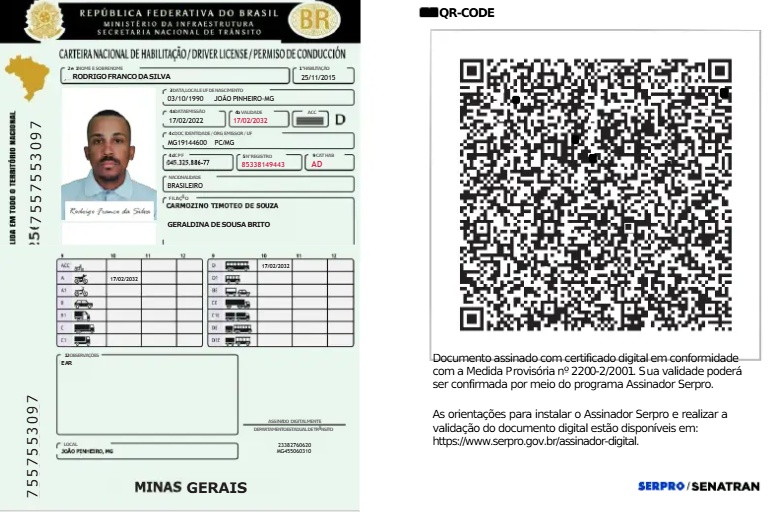 REPÚBLICA FEDERATIVA DO BRASIL
MINISTÉRIO DA INFRAESTRUTURA
SECRETARIA NACIONAL DE TRÂNSITO
BR
CARTEIRA NACIONAL DE HABILITAÇÃO / DRIVER LICENSE / PERMISO DE CONDUCCIÓN
2 e 1 NOME E SOBRENOME
RODRIGO FRANCO DA SILVA
1ª HABILITAÇÃO
25/11/2015
3 DATA, LOCAL E UF DE NASCIMENTO
03/10/1990 JOÃO PINHEIRO-MG
4a DATA EMISSÃO
17/02/2022
4b VALIDADE
17/02/2032
ACC
D
4c DOC IDENTIDADE / ORG EMISSOR / UF
MG19144600 PC/MG
4d CPF
045.325.886-77
5 Nº REGISTRO
85338149443
9 CAT HAB
AD
NACIONALIDADE
BRASILEIRO
FILIAÇÃO
CARMOZINO TIMOTEO DE SOUZA
GERALDINA DE SOUSA BRITO
Rodrigo Franco da Silva
LIDA EM TODO O TERRITÓRIO NACIONAL
7557553097
9 10 11 12
9 10 11 12
ACC
D 17/02/2032
A 17/02/2032
D1
A1
BE
B
CE
B1
C1E
C
DE
C1
D1E
12 OBSERVAÇÕES
EAR
ASSINADO DIGITALMENTE
DEPARTAMENTO ESTADUAL DE TRÂNSITO
LOCAL
JOÃO PINHEIRO, MG
23382760620
MG455060310
7557553097
MINAS GERAIS
QR-CODE
Documento assinado com certificado digital em conformidade
com a Medida Provisória nº 2200-2/2001. Sua validade poderá
ser confirmada por meio do programa Assinador Serpro.
As orientações para instalar o Assinador Serpro e realizar a
validação do documento digital estão disponíveis em:
https://www.serpro.gov.br/assinador-digital.
SERPRO / SENATRAN